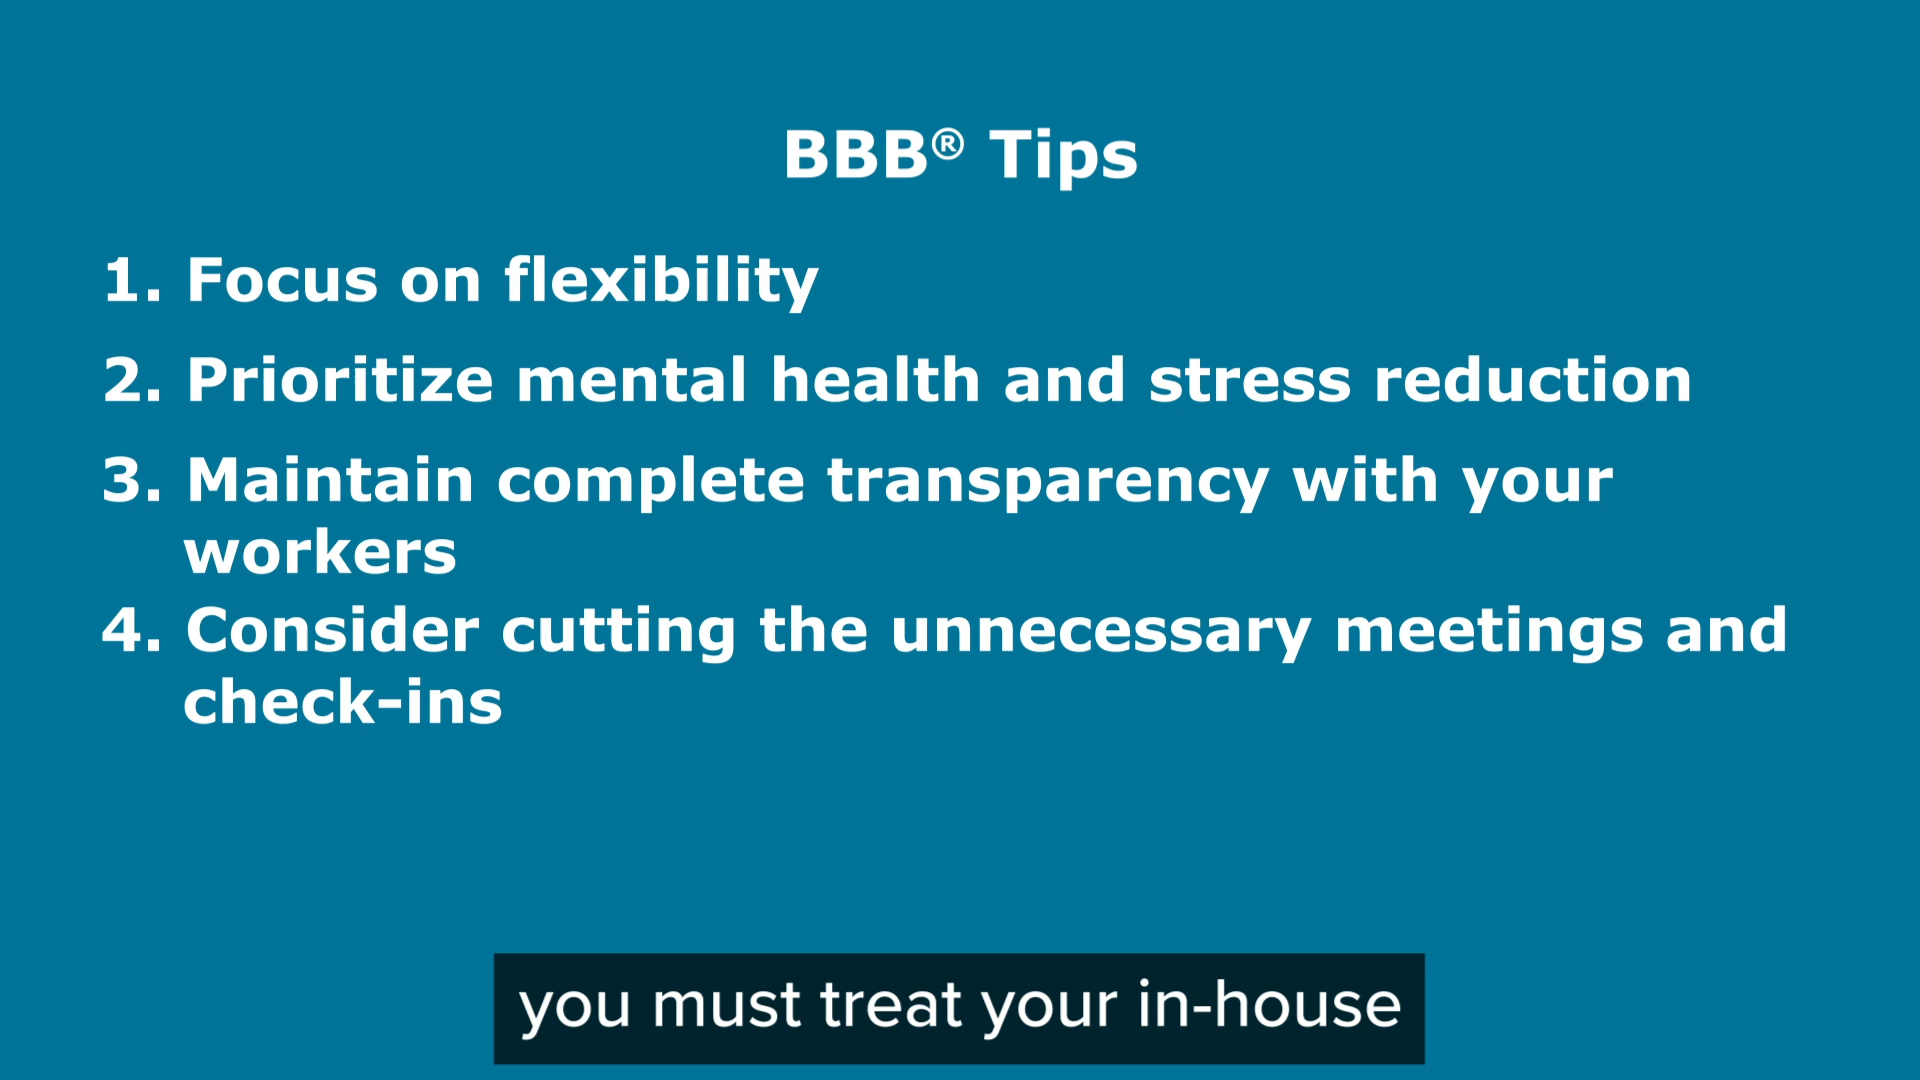 BBB® Tips
1. Focus on flexibility
2. Prioritize mental health and stress reduction
3. Maintain complete transparency with your
workers
4. Consider cutting the unnecessary meetings and
check-ins
you must treat your in-house